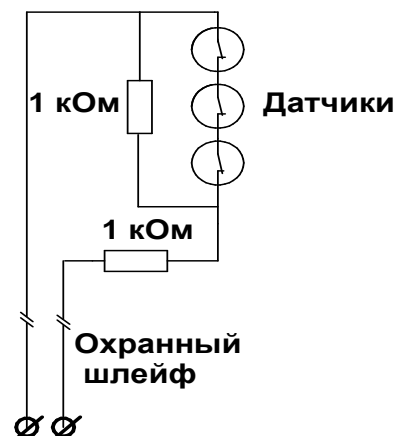 1 кОм
Датчики
1 кОм
Охранный
шлейф